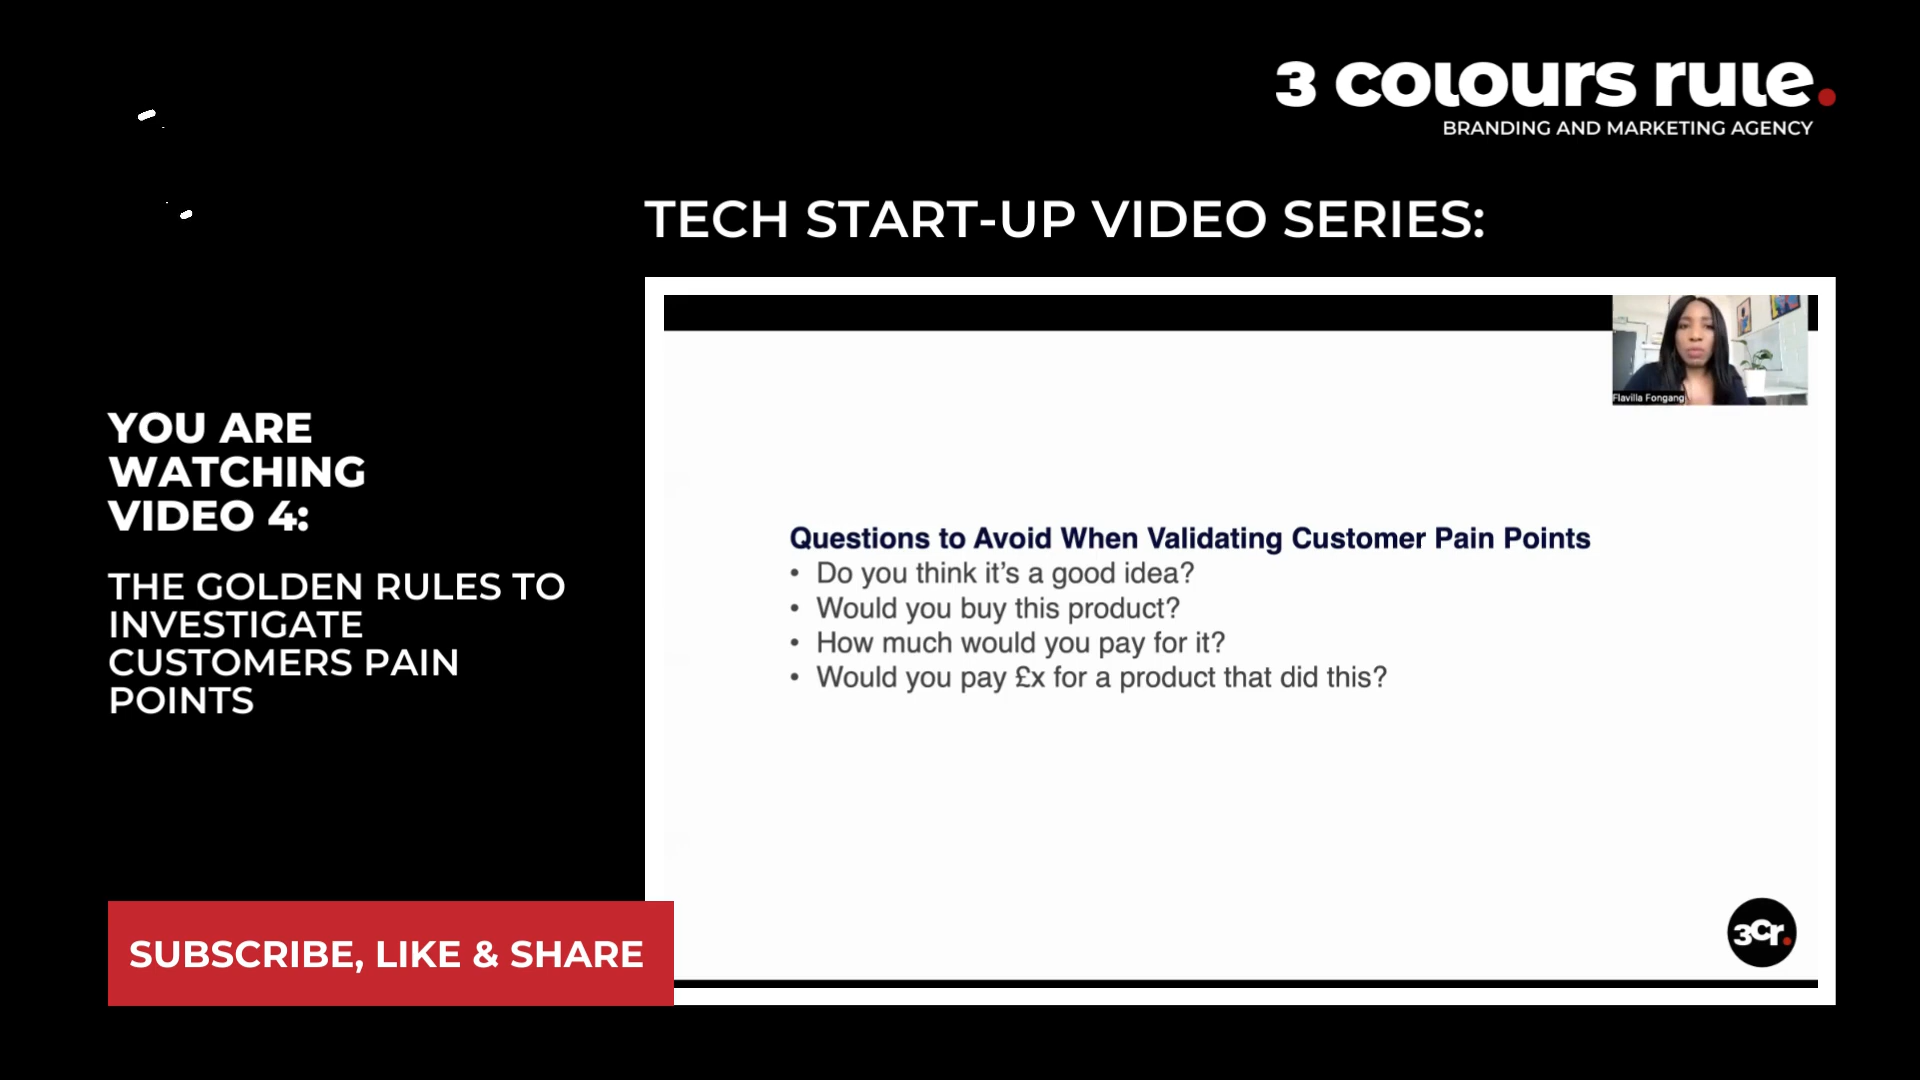 3 colours rule.
BRANDING AND MARKETING AGENCY
TECH START-UP VIDEO SERIES:
YOU ARE
WATCHING
VIDEO 4:
THE GOLDEN RULES TO
INVESTIGATE
CUSTOMERS PAIN
POINTS
SUBSCRIBE, LIKE & SHARE
Flavilla Fongang
Questions to Avoid When Validating Customer Pain Points
• Do you think it’s a good idea?
• Would you buy this product?
• How much would you pay for it?
• Would you pay £x for a product that did this?
3Cr.